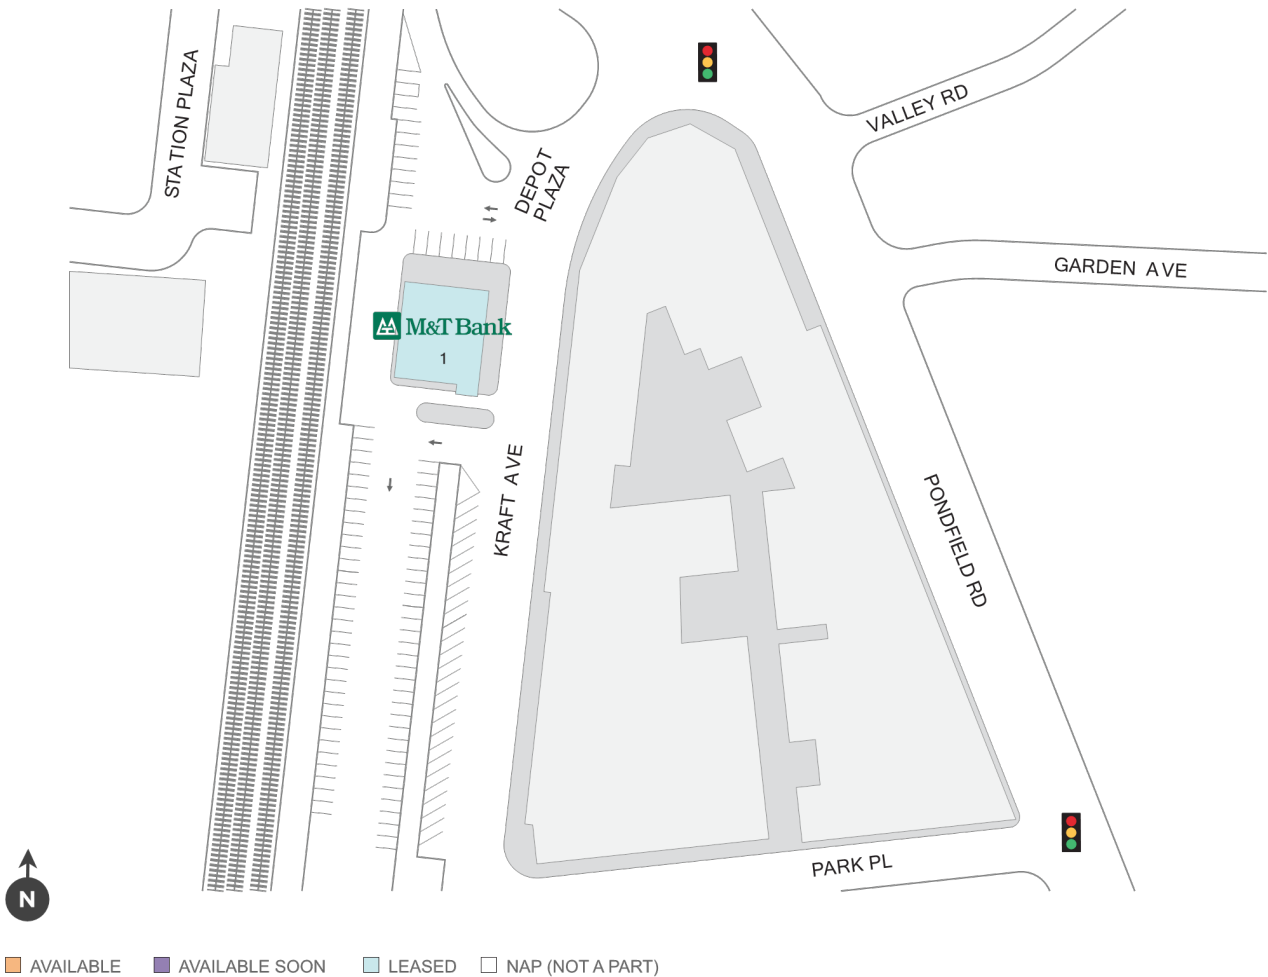 STATION PLAZA
VALLEY RD
DEPOT
PLAZA
GARDEN AVE
M&T Bank
1
KRAFT AVE
PONDFIELD RD
PARK PL
N
AVAILABLE
AVAILABLE SOON
LEASED
NAP (NOT A PART)